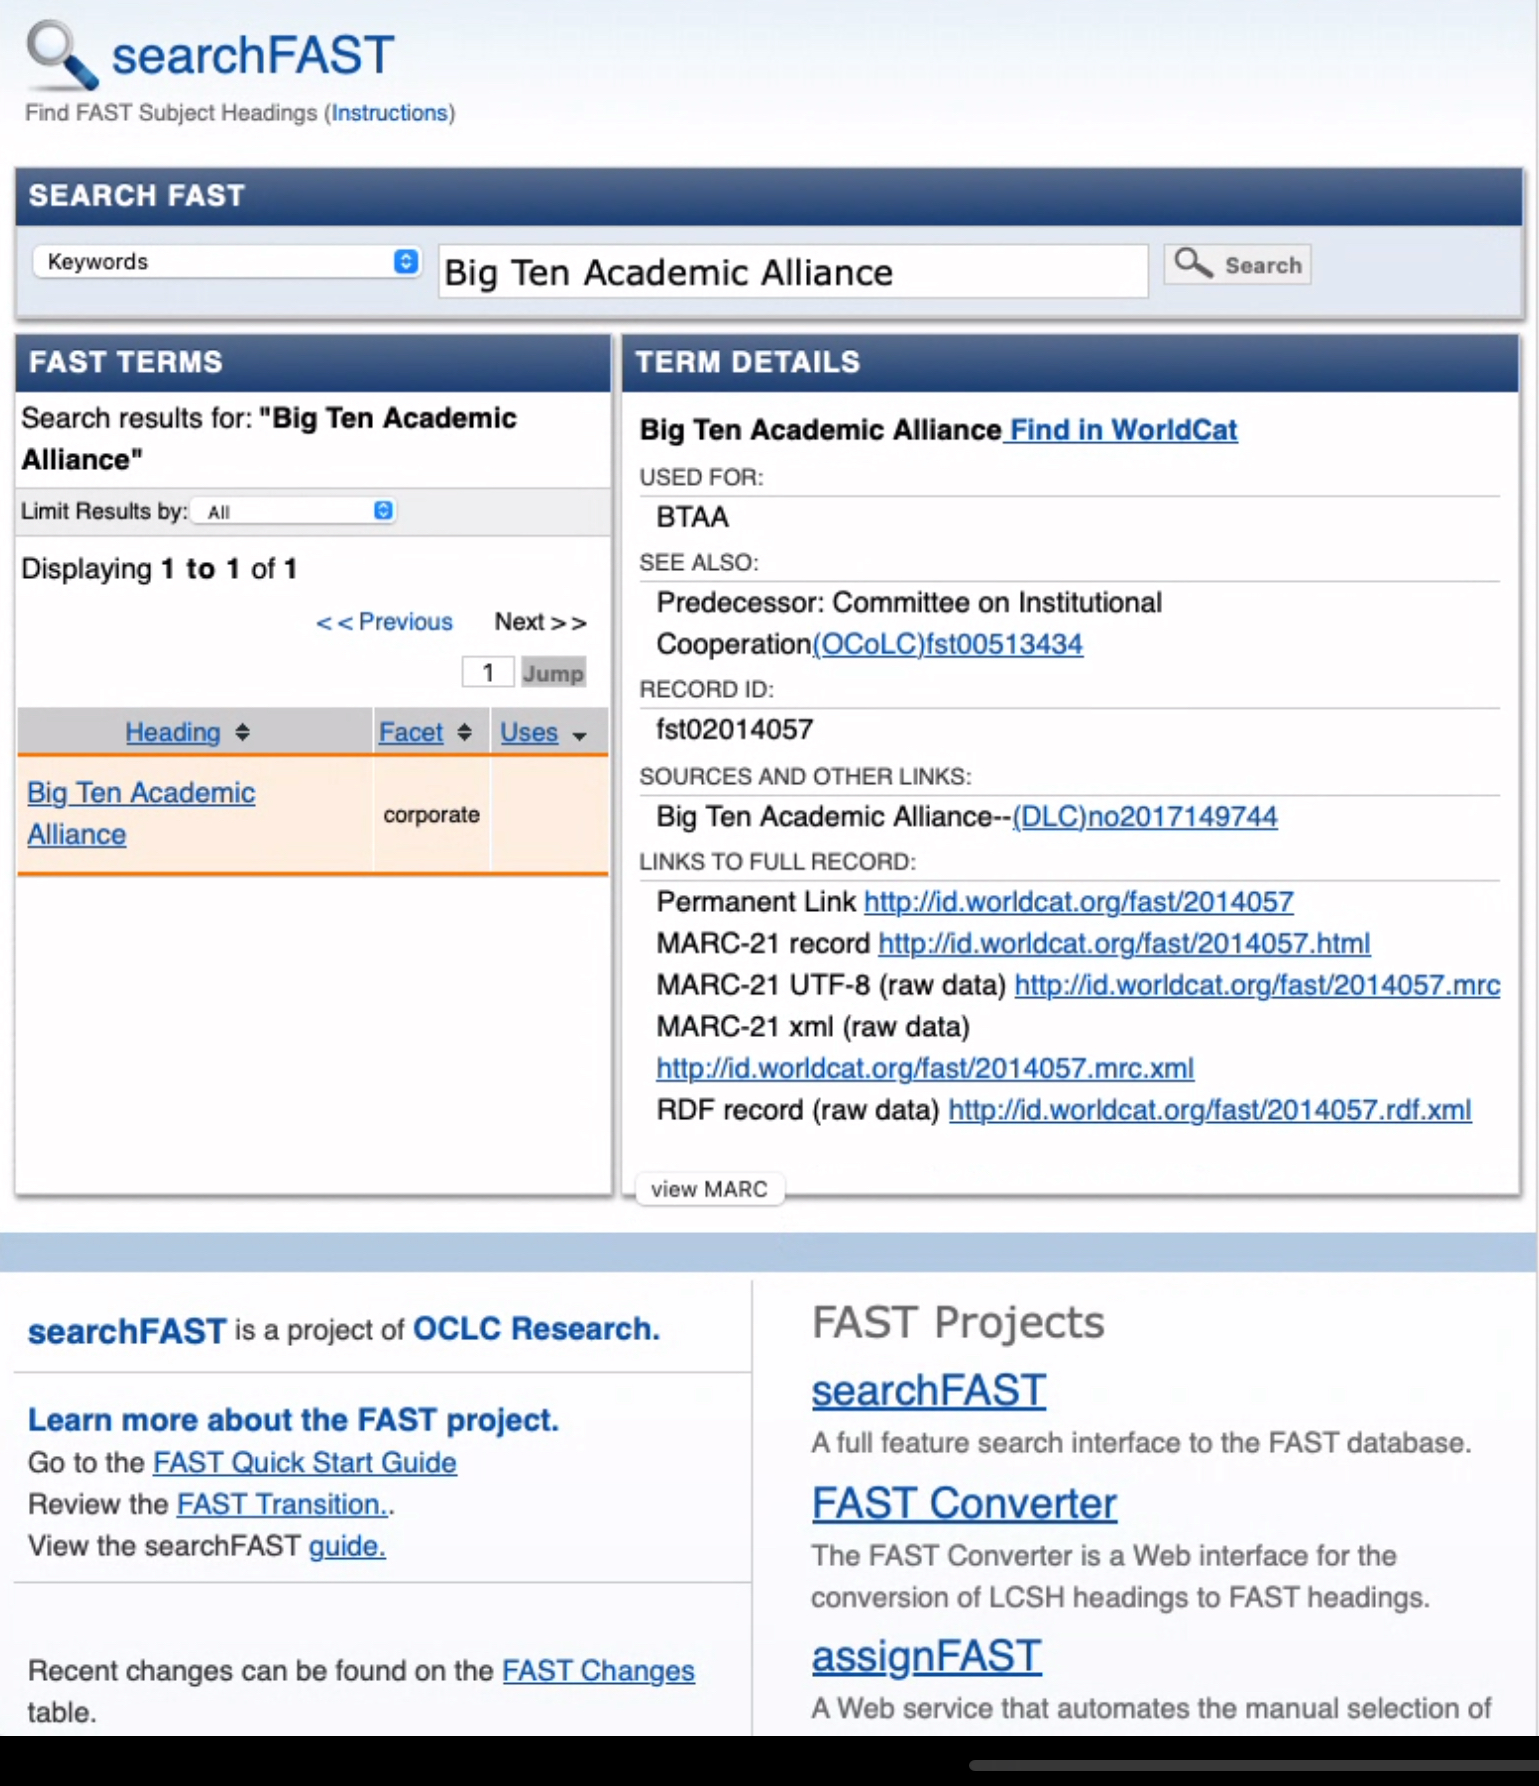 searchFAST
Find FAST Subject Headings (Instructions)
SEARCH FAST
Keywords
Big Ten Academic Alliance
Search
FAST TERMS
Search results for: "Big Ten Academic
Alliance"
Limit Results by: All
Displaying 1 to 1 of 1
<< Previous Next >>
1 Jump
Heading Facet Uses
Big Ten Academic
Alliance
corporate
TERM DETAILS
Big Ten Academic Alliance Find in WorldCat
USED FOR:
BTAA
SEE ALSO:
Predecessor: Committee on Institutional
Cooperation(OCoLC)fst00513434
RECORD ID:
fst02014057
SOURCES AND OTHER LINKS:
Big Ten Academic Alliance--(DLC)no2017149744
LINKS TO FULL RECORD:
Permanent Link http://id.worldcat.org/fast/2014057
MARC-21 record http://id.worldcat.org/fast/2014057.html
MARC-21 UTF-8 (raw data) http://id.worldcat.org/fast/2014057.mrc
MARC-21 xml (raw data)
http://id.worldcat.org/fast/2014057.mrc.xml
RDF record (raw data) http://id.worldcat.org/fast/2014057.rdf.xml
view MARC
searchFAST is a project of OCLC Research.
Learn more about the FAST project.
Go to the FAST Quick Start Guide
Review the FAST Transition..
View the searchFAST guide.
Recent changes can be found on the FAST Changes
table.
FAST Projects
searchFAST
A full feature search interface to the FAST database.
FAST Converter
The FAST Converter is a Web interface for the
conversion of LCSH headings to FAST headings.
assignFAST
A Web service that automates the manual selection of